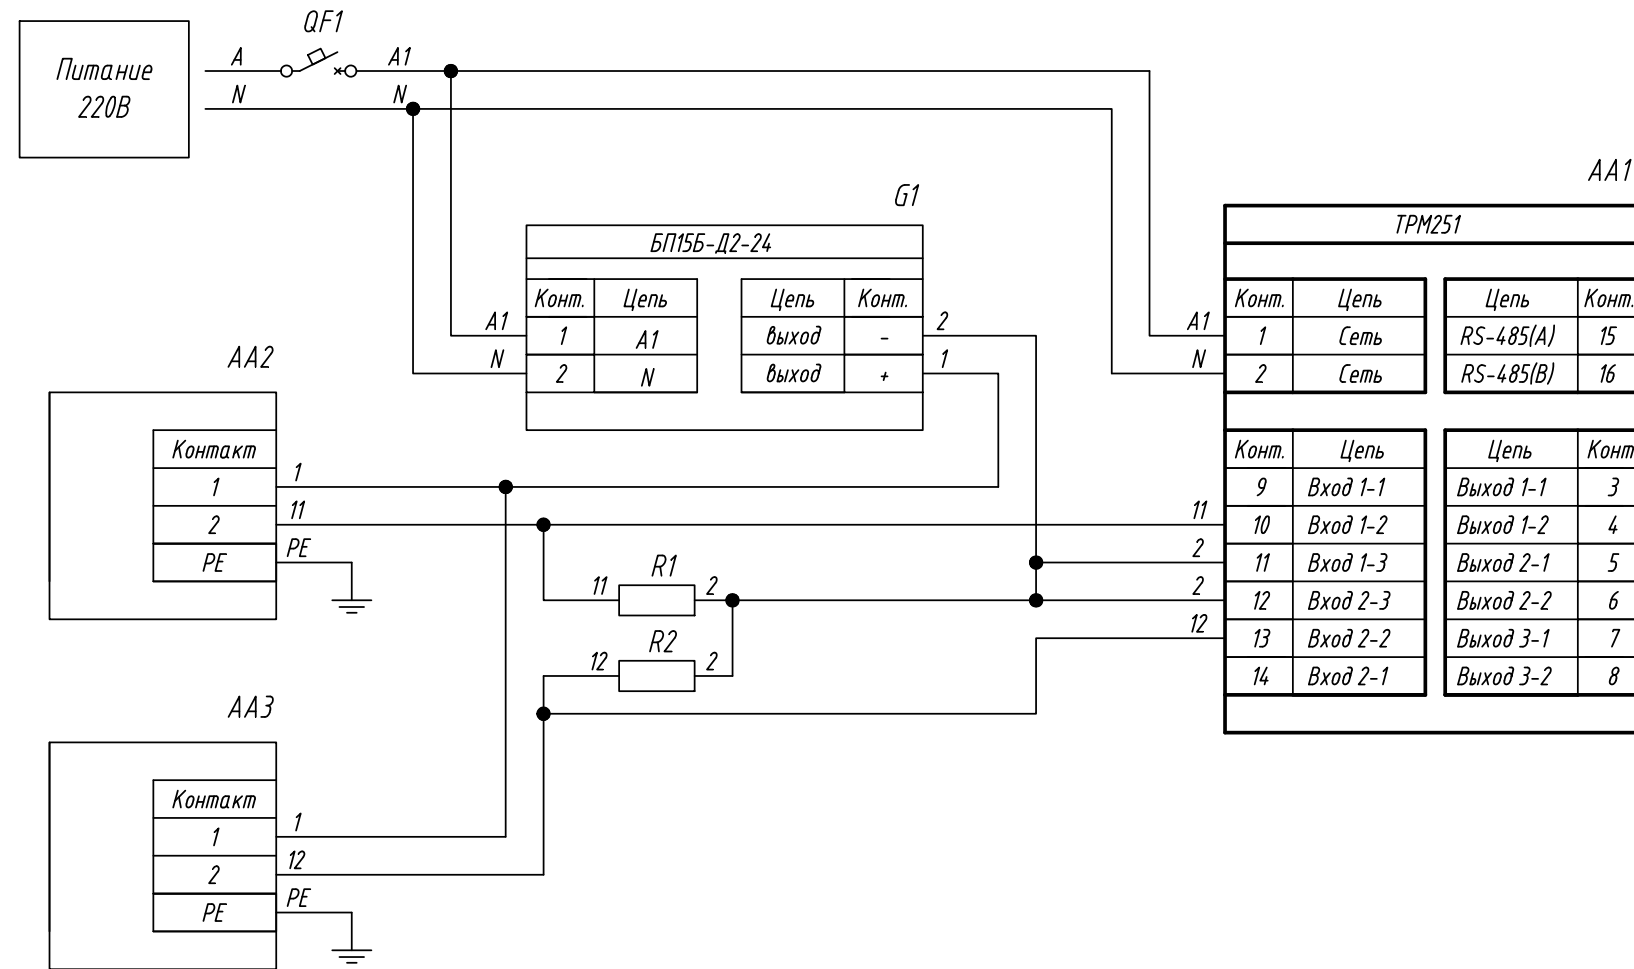 QF1
Питание
220В
A
A1
N
N
AA1
G1
ТРМ251
БП15Б-Д2-24
Конт. Цепь Цепь Конт.
A1 1 A1 выход - 2
N 2 N выход + 1
Конт. Цепь Цепь Конт.
A1 1 Сеть RS-485(A) 15
N 2 Сеть RS-485(B) 16
AA2
Контакт
1 1
2 11
PE PE
Конт. Цепь Цепь Конт
9 Вход 1-1 Выход 1-1 3
11 10 Вход 1-2 Выход 1-2 4
2 11 Вход 1-3 Выход 2-1 5
2 12 Вход 2-3 Выход 2-2 6
12 13 Вход 2-2 Выход 3-1 7
14 Вход 2-1 Выход 3-2 8
R1
11 2
R2
12 2
AA3
Контакт
1 1
2 12
PE PE